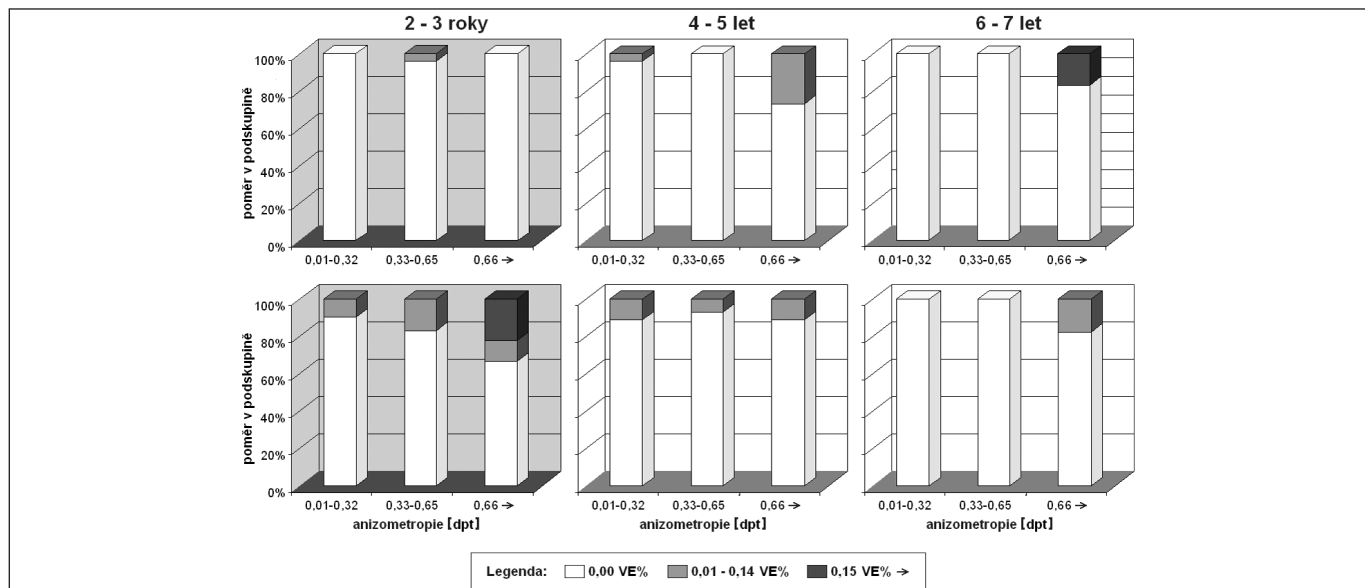 2 - 3 roky
4 - 5 let
6 - 7 let
poměr v podskupině
100%
80%
60%
40%
20%
0%
0,01-0,32 0,33-0,65 0,66 →
0,01-0,32 0,33-0,65 0,66 →
0,01-0,32 0,33-0,65 0,66 →
poměr v podskupině
100%
80%
60%
40%
20%
0%
0,01-0,32 0,33-0,65 0,66 →
0,01-0,32 0,33-0,65 0,66 →
0,01-0,32 0,33-0,65 0,66 →
anizometropie [dpt]
anizometropie [dpt]
anizometropie [dpt]
Legenda: 0,00 VE% 0,01 - 0,14 VE% 0,15 VE% →